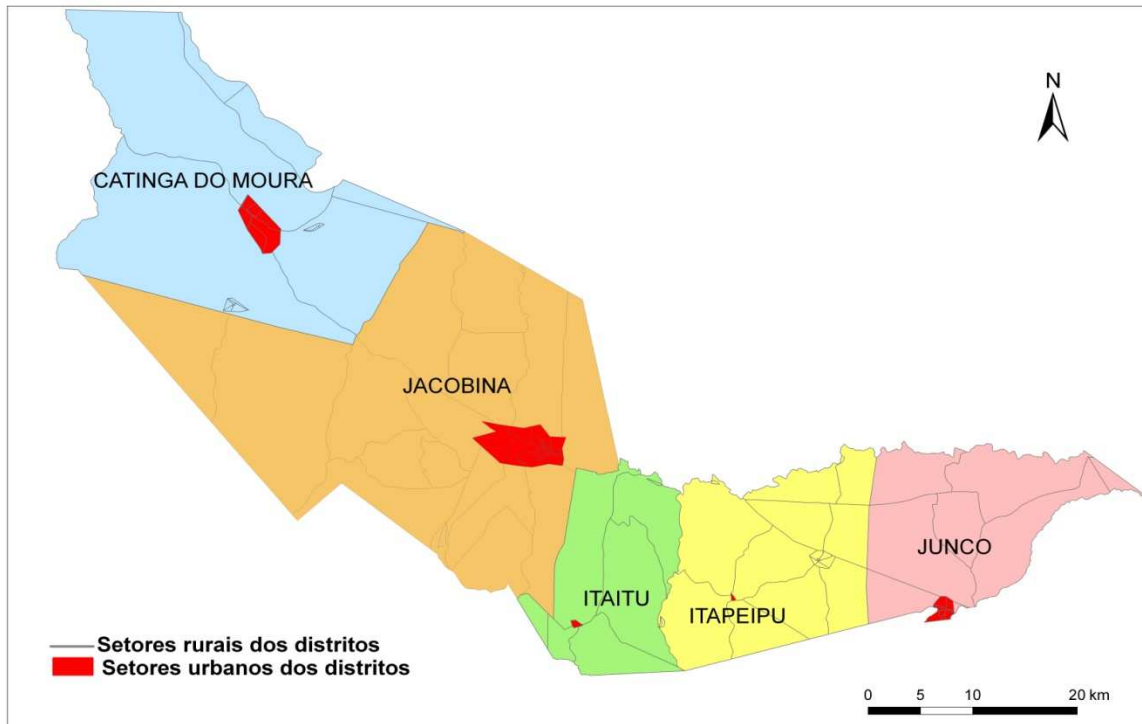 N
CATINGA DO MOURA
JACOBINA
JUNCO
ITAITU
ITAPEIPU
Setores rurais dos distritos
Setores urbanos dos distritos
0 5 10 20 km